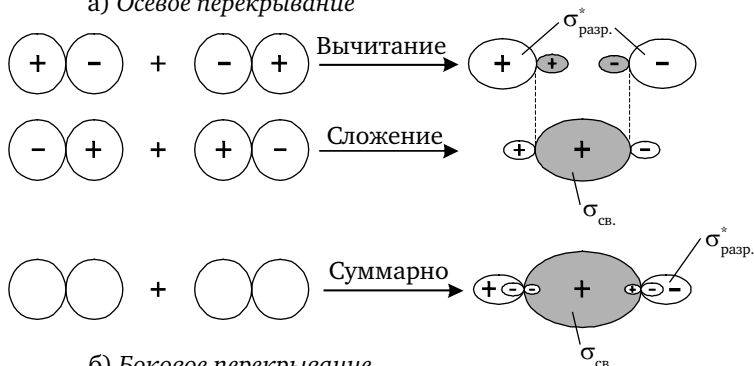 а) Осевое перекрывание
σ*разр.
+ - + - + Вычитание + + - -
- + + + - Сложение + + -
σсв.
σ*разр.
+ Суммарно + - - + + - -
σсв.
б) Боковое перекрывание